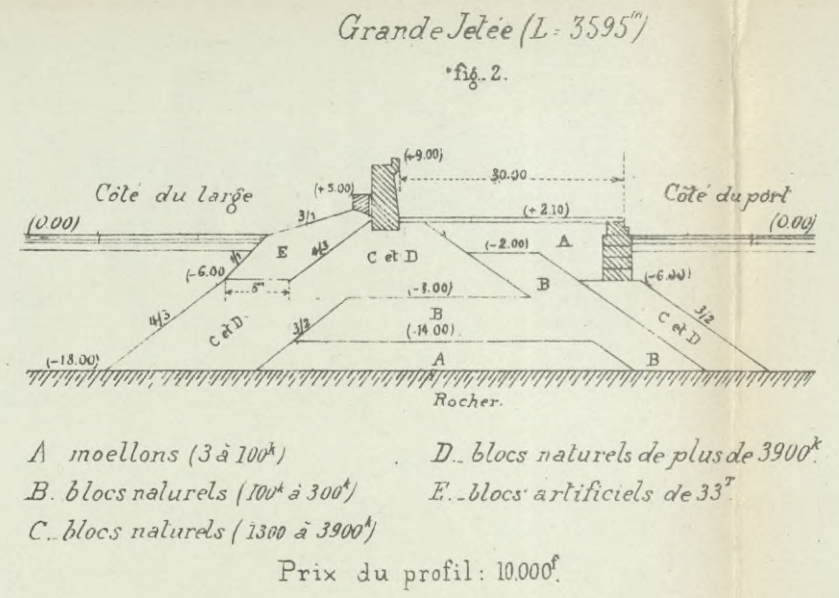 Grande Jetée (L = 3595ᵐ)
fig. 2.
(+9.00)
30.00
Côté du large
(+5.00)
Côté du port
(0.00)
3/1
(+2.10)
(0.00)
E
4/3
C et D
(-2.00)
A
1/1
(-6.00
5ᵐ
(-8.00)
B
(-6.00)
4/3
C et D
3/2
B
(-14.00)
3/2
C et D
(-18.00)
A
B
Rocher.
A moellons (3 à 100ᵏ)
B. blocs naturels (100ᵏ à 300ᵏ)
C.. blocs naturels (1300 à 3900ᵏ)
D.. blocs naturels de plus de 3900ᵏ.
E.. blocs artificiels de 33ᵀ.
Prix du profil : 10.000ᶠ.